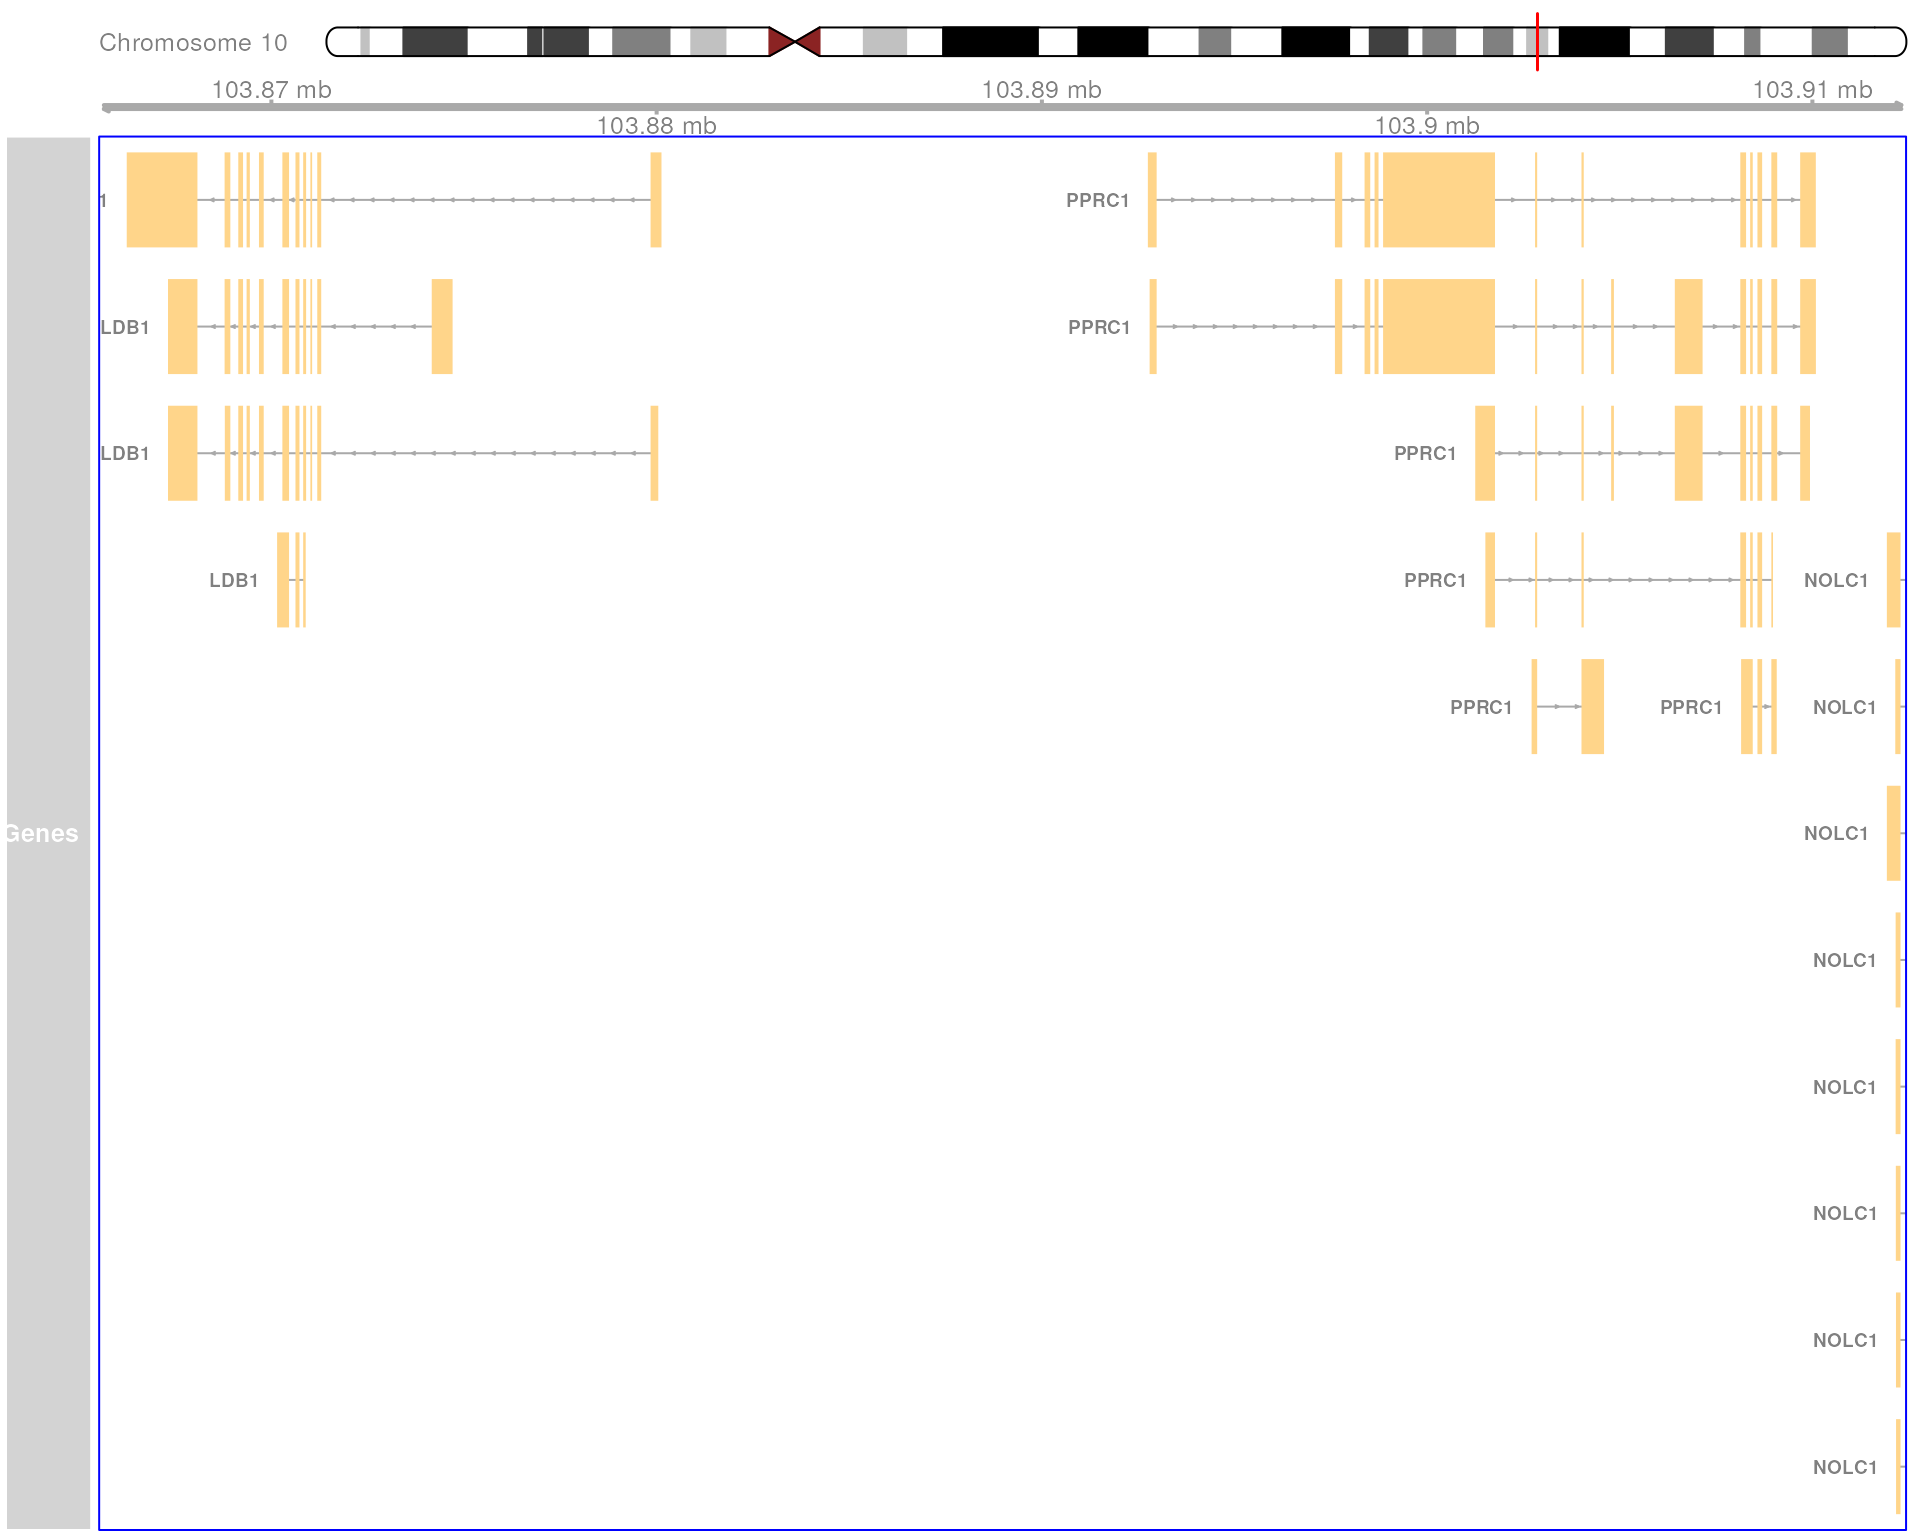 Chromosome 10
103.87 mb 103.89 mb 103.91 mb
103.88 mb 103.9 mb
1 PPRC1
LDB1 PPRC1
LDB1 PPRC1
LDB1 PPRC1 NOLC1
PPRC1 PPRC1 NOLC1
Genes NOLC1
NOLC1
NOLC1
NOLC1
NOLC1
NOLC1